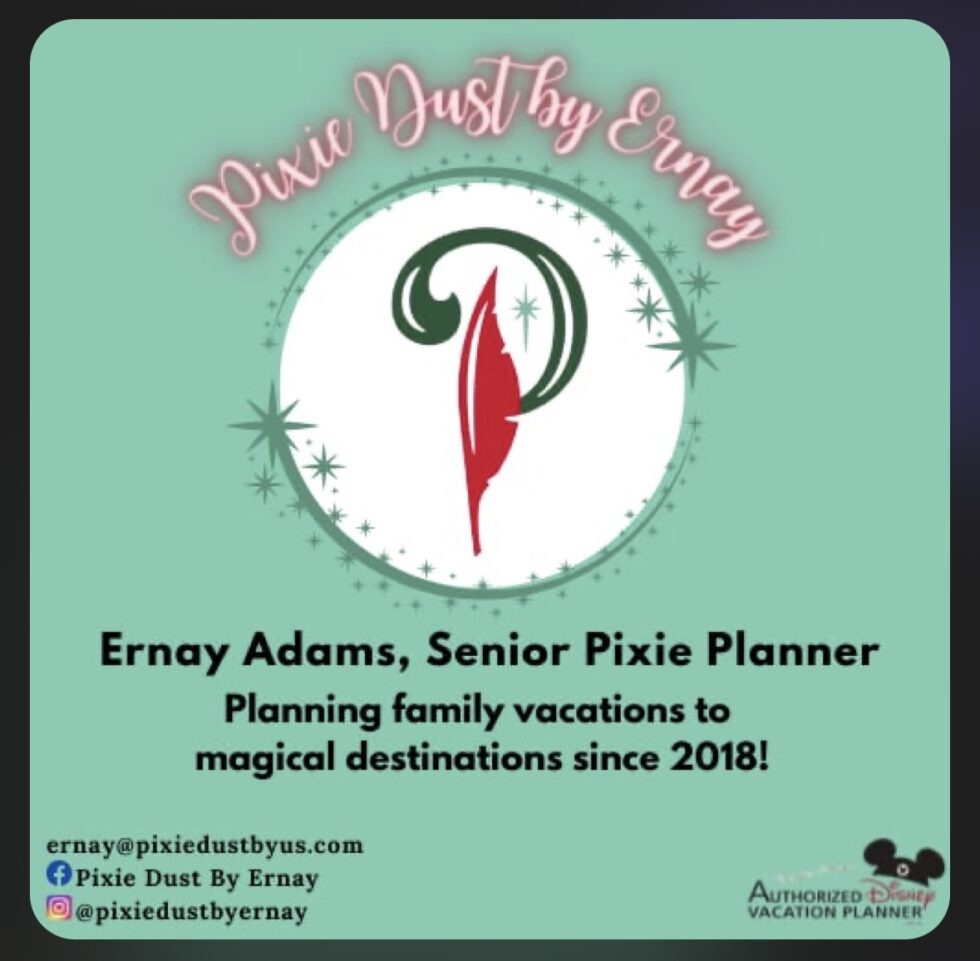 Pixie Dust by Ernay
P
Ernay Adams, Senior Pixie Planner
Planning family vacations to
magical destinations since 2018!
ernay@pixiedustbyus.com
Pixie Dust By Ernay
@pixiedustbyernay
AUTHORIZED Disney
VACATION PLANNER